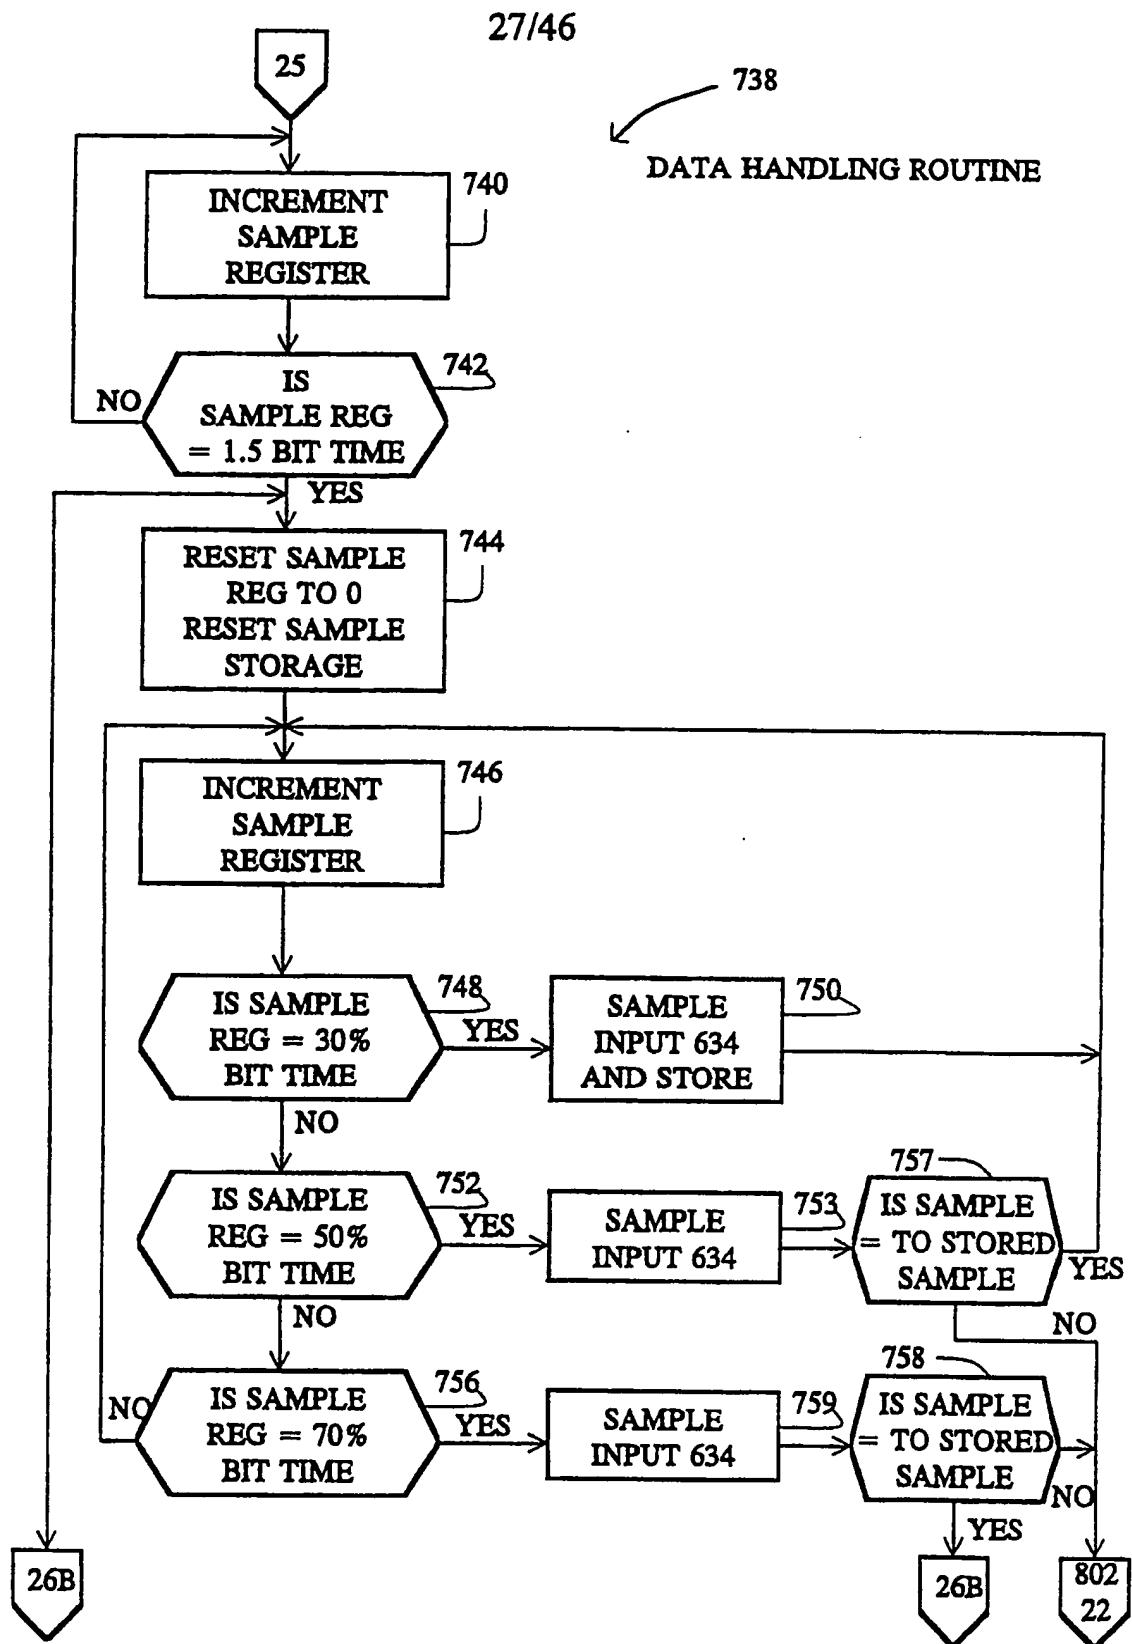 27/46
25
738
DATA HANDLING ROUTINE
740
INCREMENT
SAMPLE
REGISTER
742
IS
SAMPLE REG
= 1.5 BIT TIME
NO
YES
744
RESET SAMPLE
REG TO 0
RESET SAMPLE
STORAGE
746
INCREMENT
SAMPLE
REGISTER
748
IS SAMPLE
REG = 30%
BIT TIME
YES
750
SAMPLE
INPUT 634
AND STORE
NO
752
IS SAMPLE
REG = 50%
BIT TIME
YES
753
SAMPLE
INPUT 634
757
IS SAMPLE
= TO STORED
SAMPLE
YES
NO
NO
756
IS SAMPLE
REG = 70%
BIT TIME
NO
YES
759
SAMPLE
INPUT 634
758
IS SAMPLE
= TO STORED
SAMPLE
NO
YES
26B
26B
802
22